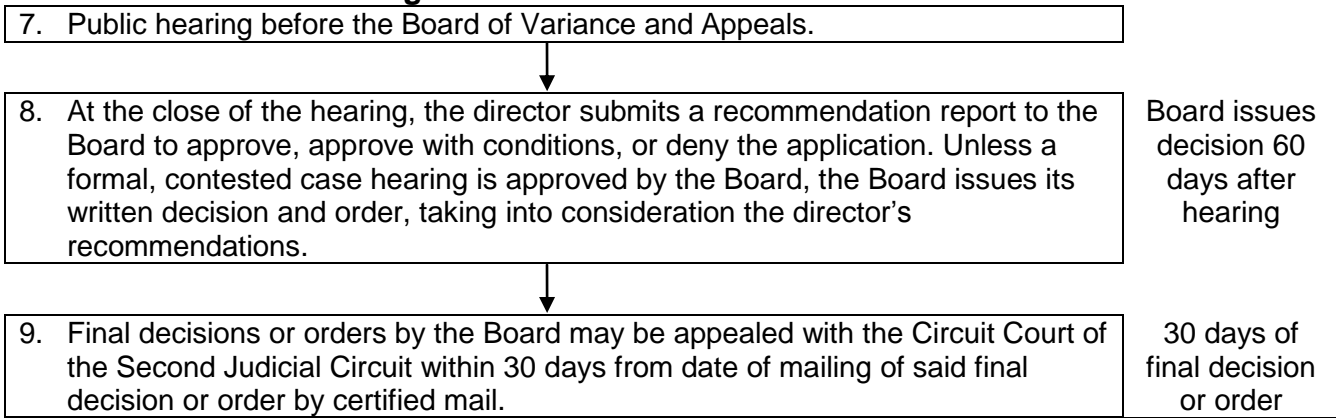 7. Public hearing before the Board of Variance and Appeals.
8. At the close of the hearing, the director submits a recommendation report to the
Board to approve, approve with conditions, or deny the application. Unless a
formal, contested case hearing is approved by the Board, the Board issues its
written decision and order, taking into consideration the director’s
recommendations.
Board issues
decision 60
days after
hearing
9. Final decisions or orders by the Board may be appealed with the Circuit Court of
the Second Judicial Circuit within 30 days from date of mailing of said final
decision or order by certified mail.
30 days of
final decision
or order